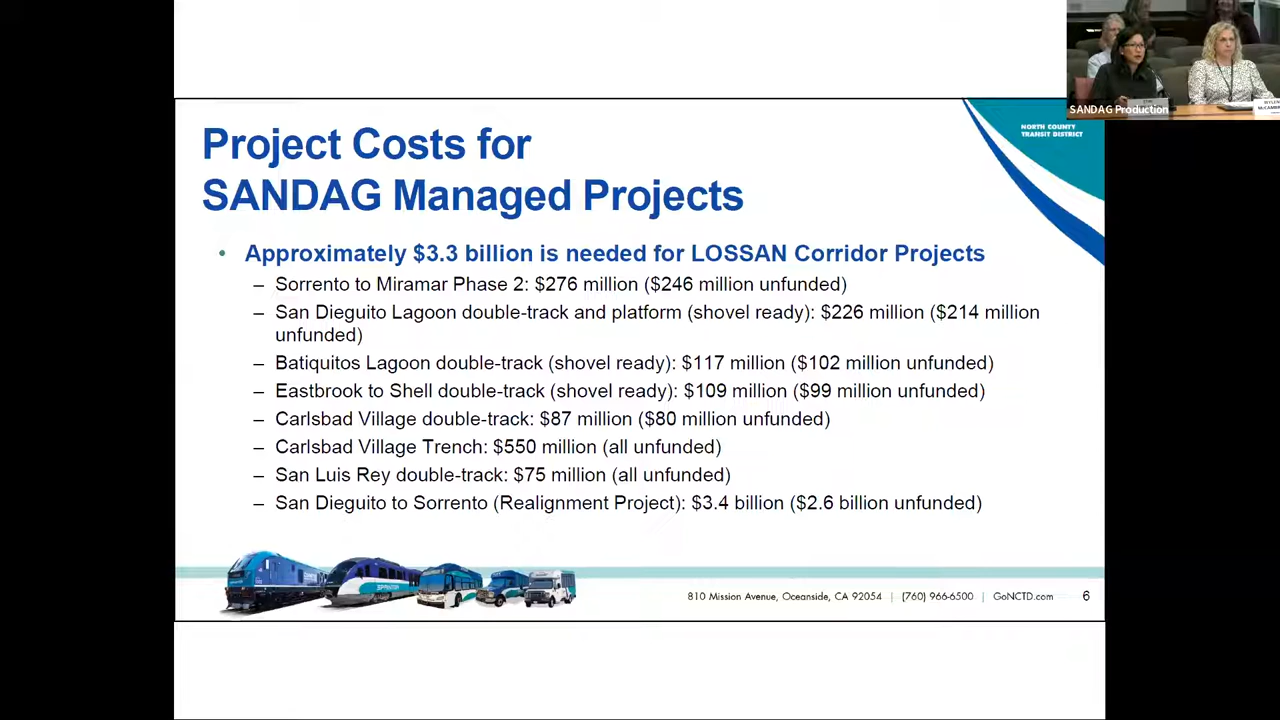 SANDAG Production
NORTH COUNTY
TRANSIT DISTRICT
Project Costs for
SANDAG Managed Projects
• Approximately $3.3 billion is needed for LOSSAN Corridor Projects
– Sorrento to Miramar Phase 2: $276 million ($246 million unfunded)
– San Dieguito Lagoon double-track and platform (shovel ready): $226 million ($214 million
unfunded)
– Batiquitos Lagoon double-track (shovel ready): $117 million ($102 million unfunded)
– Eastbrook to Shell double-track (shovel ready): $109 million ($99 million unfunded)
– Carlsbad Village double-track: $87 million ($80 million unfunded)
– Carlsbad Village Trench: $550 million (all unfunded)
– San Luis Rey double-track: $75 million (all unfunded)
– San Dieguito to Sorrento (Realignment Project): $3.4 billion ($2.6 billion unfunded)
810 Mission Avenue, Oceanside, CA 92054 | (760) 966-6500 | GoNCTD.com 6